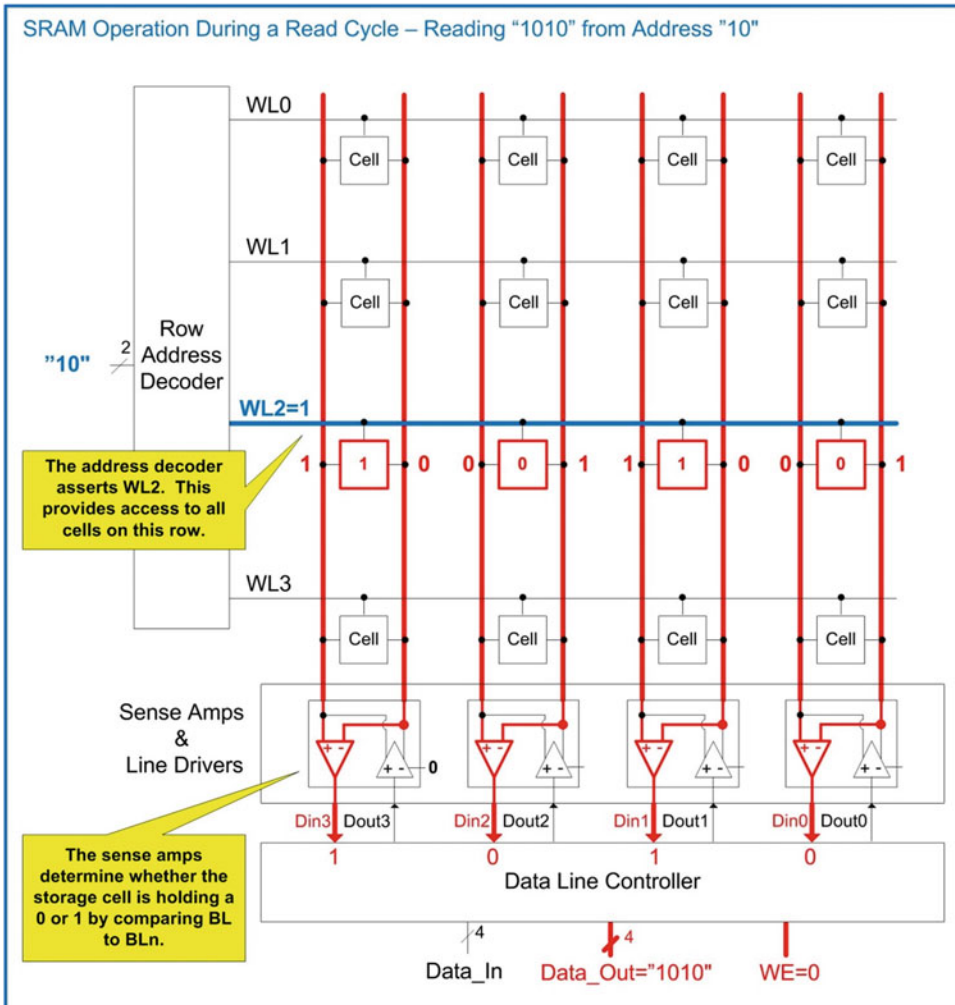 SRAM Operation During a Read Cycle – Reading “1010” from Address ”10"
WL0
Cell Cell Cell Cell
WL1
Cell Cell Cell Cell
Row
Address
Decoder
”10" 2
WL2=1
1 1 0 0 0 1 1 1 0 0 0 1
The address decoder
asserts WL2. This
provides access to all
cells on this row.
WL3
Cell Cell Cell Cell
Sense Amps
&
Line Drivers
+ - + - 0 + - + - + - + - + - + -
Din3 Dout3 Din2 Dout2 Din1 Dout1 Din0 Dout0
1 0 1 0
The sense amps
determine whether the
storage cell is holding a
0 or 1 by comparing BL
to BLn.
Data Line Controller
4 4
Data_In Data_Out=”1010" WE=0